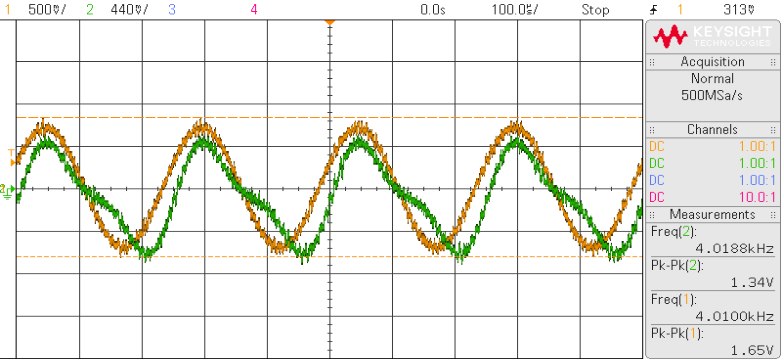 1 500mV/ 2 440mV/ 3 4 0.0s 100.0us/ Stop 1 313mV
KEYSIGHT
TECHNOLOGIES
Acquisition
Normal
500MSa/s
Channels
DC 1.00:1
DC 1.00:1
DC 1.00:1
DC 10.0:1
Measurements
Freq(2):
4.0188kHz
Pk-Pk(2):
1.34V
Freq(1):
4.0100kHz
Pk-Pk(1):
1.65V
T
2